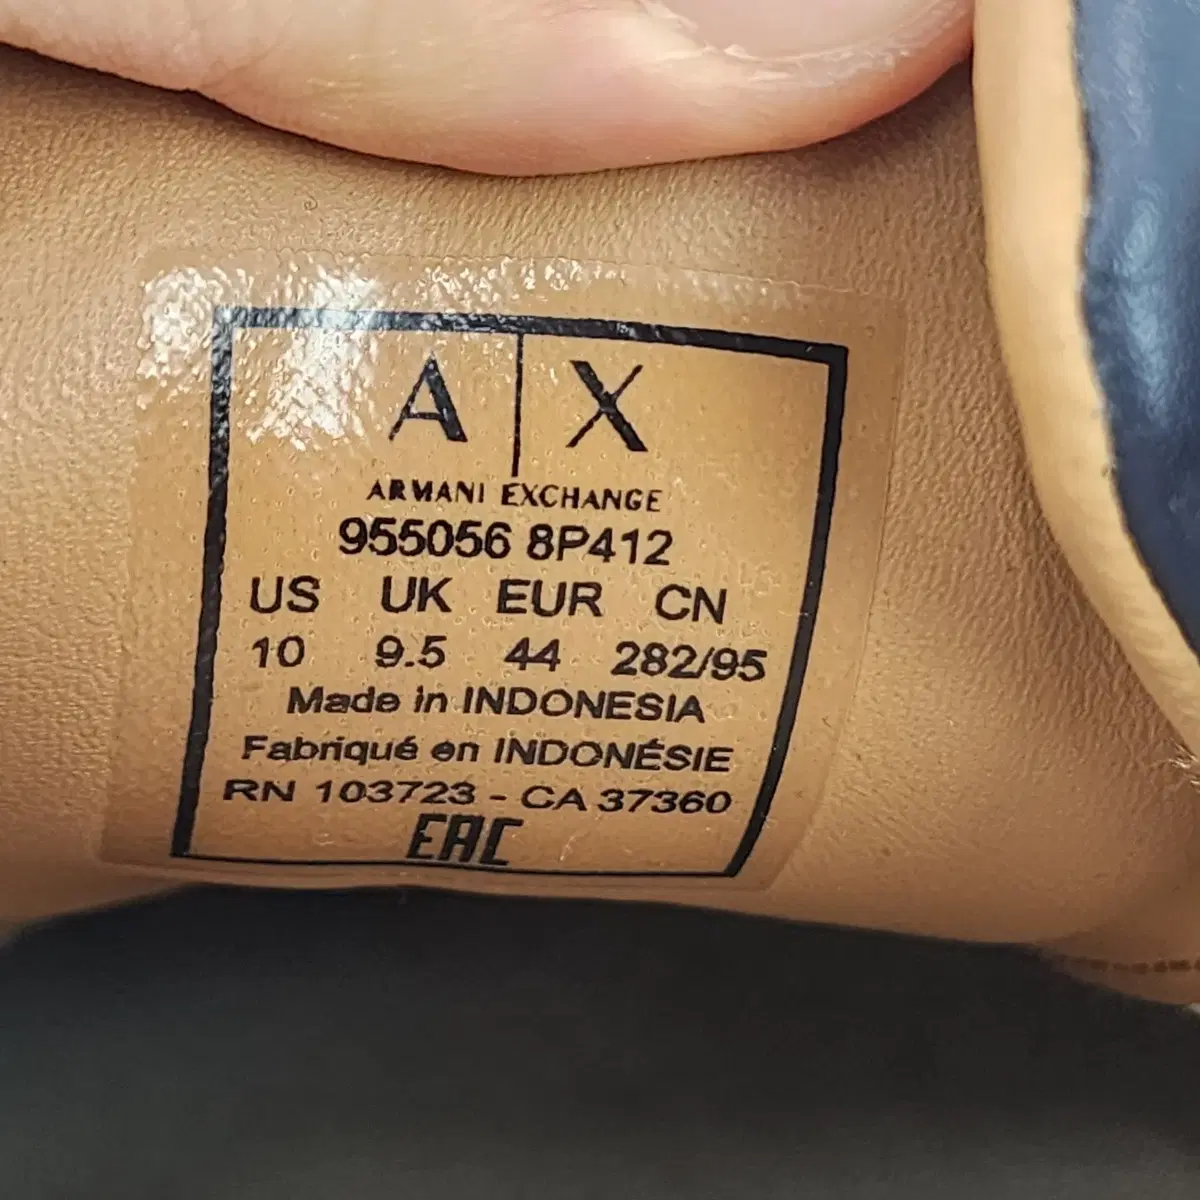 A X
ARMANI EXCHANGE
955056 8P412
US UK EUR CN
10 9.5 44 282/95
Made in INDONESIA
Fabriqué en INDONÉSIE
RN 103723 - CA 37360
EAC